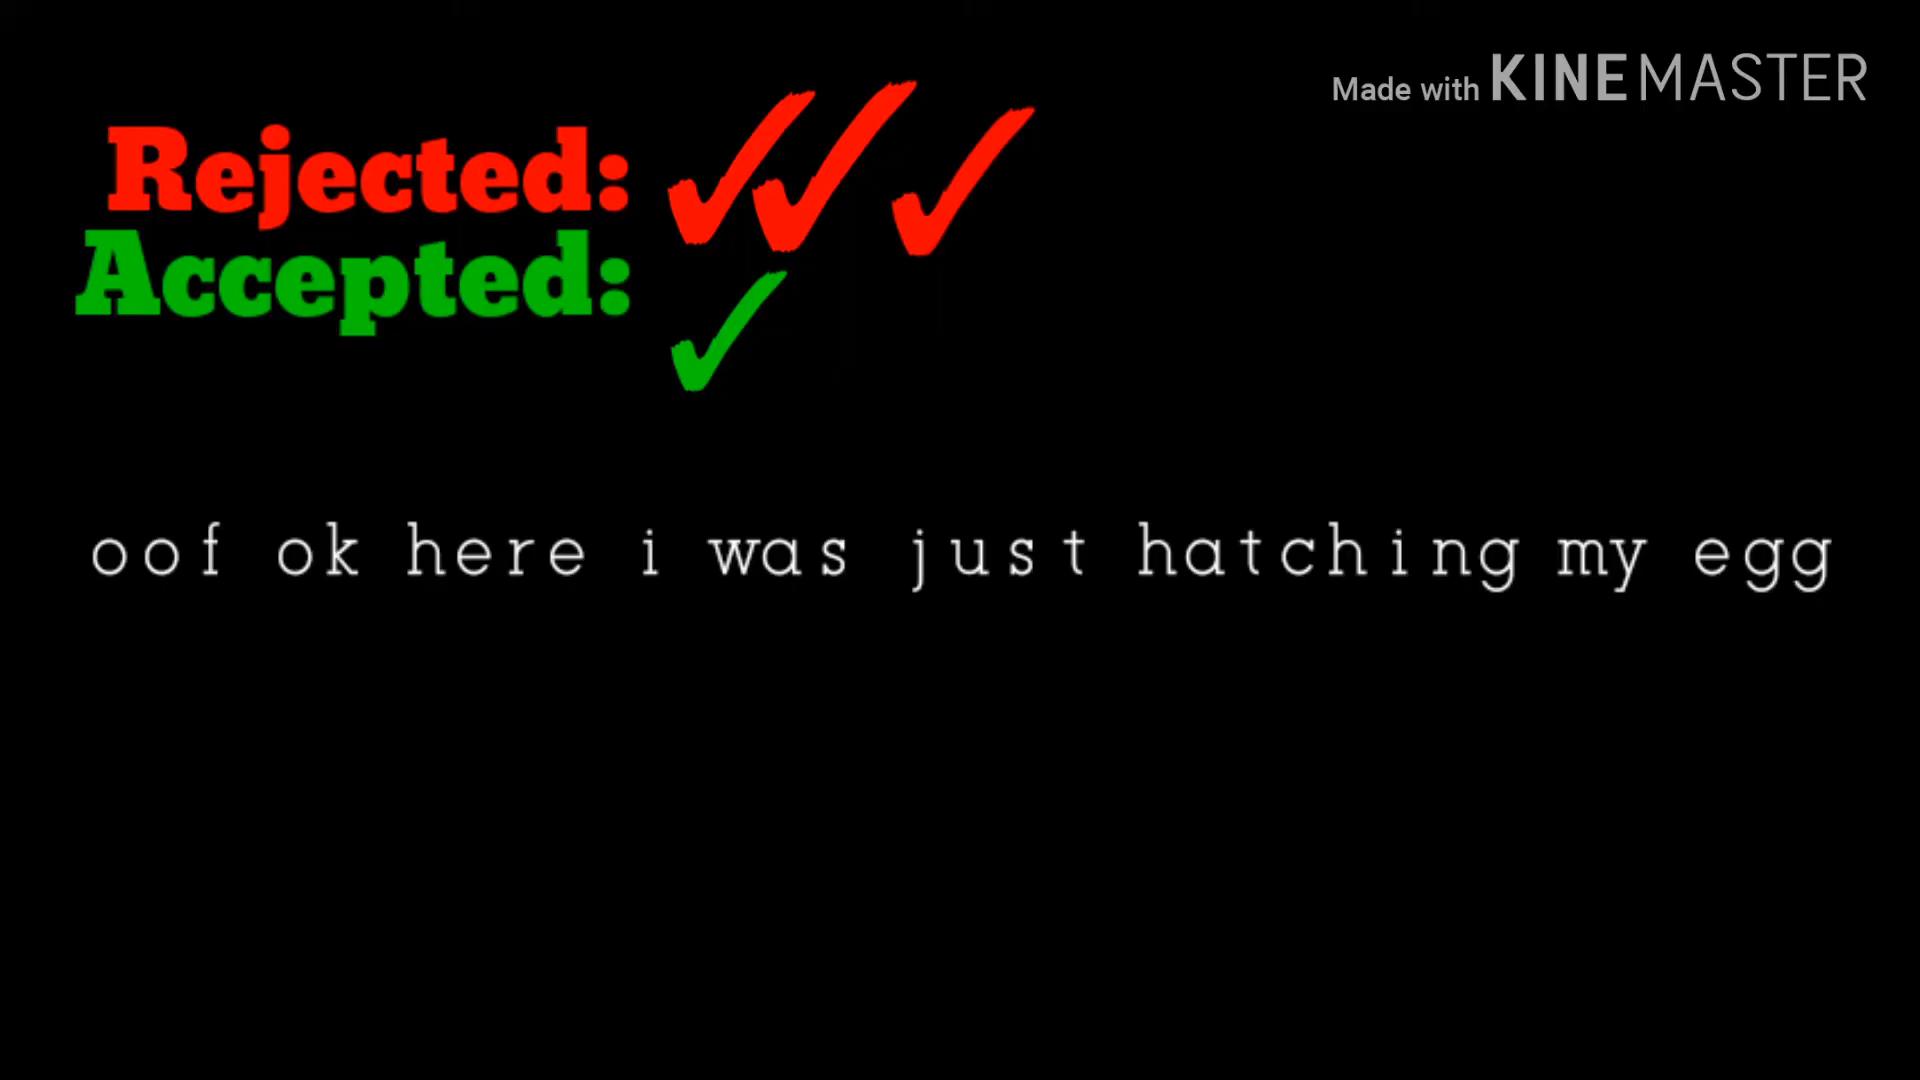 Made with KINEMASTER
Rejected: ✓✓✓
Accepted: ✓
oof ok here i was just hatching my egg